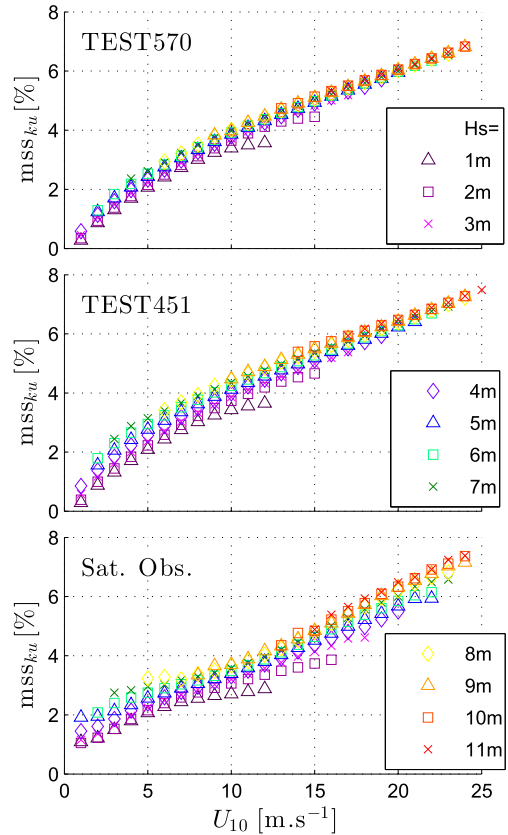 8
TEST570
6
4
2
0
mss_ku [%]
Hs=
1m
2m
3m
8
TEST451
6
4
2
0
mss_ku [%]
4m
5m
6m
7m
8
Sat. Obs.
6
4
2
0
mss_ku [%]
8m
9m
10m
11m
0 5 10 15 20 25
U_10 [m.s^-1]